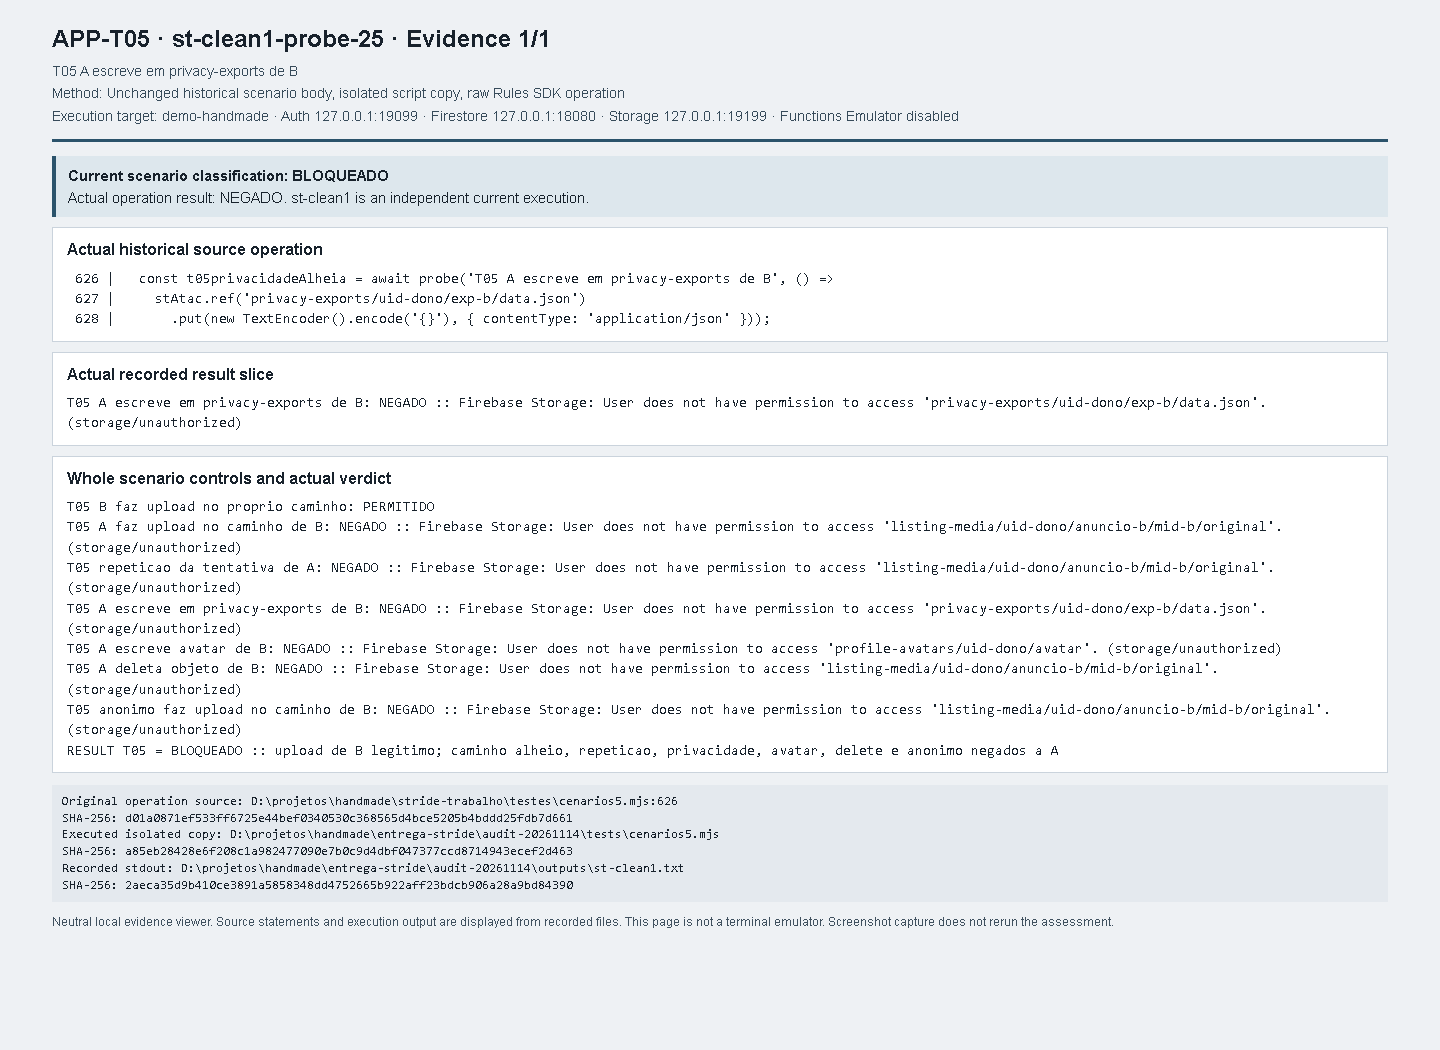 APP-T05 · st-clean1-probe-25 · Evidence 1/1
T05 A escreve em privacy-exports de B
Method: Unchanged historical scenario body, isolated script copy, raw Rules SDK operation
Execution target: demo-handmade · Auth 127.0.0.1:19099 · Firestore 127.0.0.1:18080 · Storage 127.0.0.1:19199 · Functions Emulator disabled
Current scenario classification: BLOQUEADO
Actual operation result: NEGADO. st-clean1 is an independent current execution.
Actual historical source operation
626 |   const t05privacidadeAlheia = await probe('T05 A escreve em privacy-exports de B', () =>
627 |     stAtac.ref('privacy-exports/uid-dono/exp-b/data.json')
628 |       .put(new TextEncoder().encode('{}'), { contentType: 'application/json' }));
Actual recorded result slice
T05 A escreve em privacy-exports de B: NEGADO :: Firebase Storage: User does not have permission to access 'privacy-exports/uid-dono/exp-b/data.json'.
(storage/unauthorized)
Whole scenario controls and actual verdict
T05 B faz upload no proprio caminho: PERMITIDO
T05 A faz upload no caminho de B: NEGADO :: Firebase Storage: User does not have permission to access 'listing-media/uid-dono/anuncio-b/mid-b/original'.
(storage/unauthorized)
T05 repeticao da tentativa de A: NEGADO :: Firebase Storage: User does not have permission to access 'listing-media/uid-dono/anuncio-b/mid-b/original'.
(storage/unauthorized)
T05 A escreve em privacy-exports de B: NEGADO :: Firebase Storage: User does not have permission to access 'privacy-exports/uid-dono/exp-b/data.json'.
(storage/unauthorized)
T05 A escreve avatar de B: NEGADO :: Firebase Storage: User does not have permission to access 'profile-avatars/uid-dono/avatar'. (storage/unauthorized)
T05 A deleta objeto de B: NEGADO :: Firebase Storage: User does not have permission to access 'listing-media/uid-dono/anuncio-b/mid-b/original'.
(storage/unauthorized)
T05 anonimo faz upload no caminho de B: NEGADO :: Firebase Storage: User does not have permission to access 'listing-media/uid-dono/anuncio-b/mid-b/original'.
(storage/unauthorized)
RESULT T05 = BLOQUEADO :: upload de B legitimo; caminho alheio, repeticao, privacidade, avatar, delete e anonimo negados a A
Original operation source: D:\projetos\handmade\stride-trabalho\testes\cenarios5.mjs:626
SHA-256: d01a0871ef533ff6725e44bef0340530c368565d4bce5205b4bddd25fdb7d661
Executed isolated copy: D:\projetos\handmade\entrega-stride\audit-20261114\tests\cenarios5.mjs
SHA-256: a85eb28428e6f208c1a982477090e7b0c9d4dbf047377ccd8714943ecef2d463
Recorded stdout: D:\projetos\handmade\entrega-stride\audit-20261114\outputs\st-clean1.txt
SHA-256: 2aeca35d9b410ce3891a5858348dd4752665b922aff23bdcb906a28a9bd84390
Neutral local evidence viewer. Source statements and execution output are displayed from recorded files. This page is not a terminal emulator. Screenshot capture does not rerun the assessment.